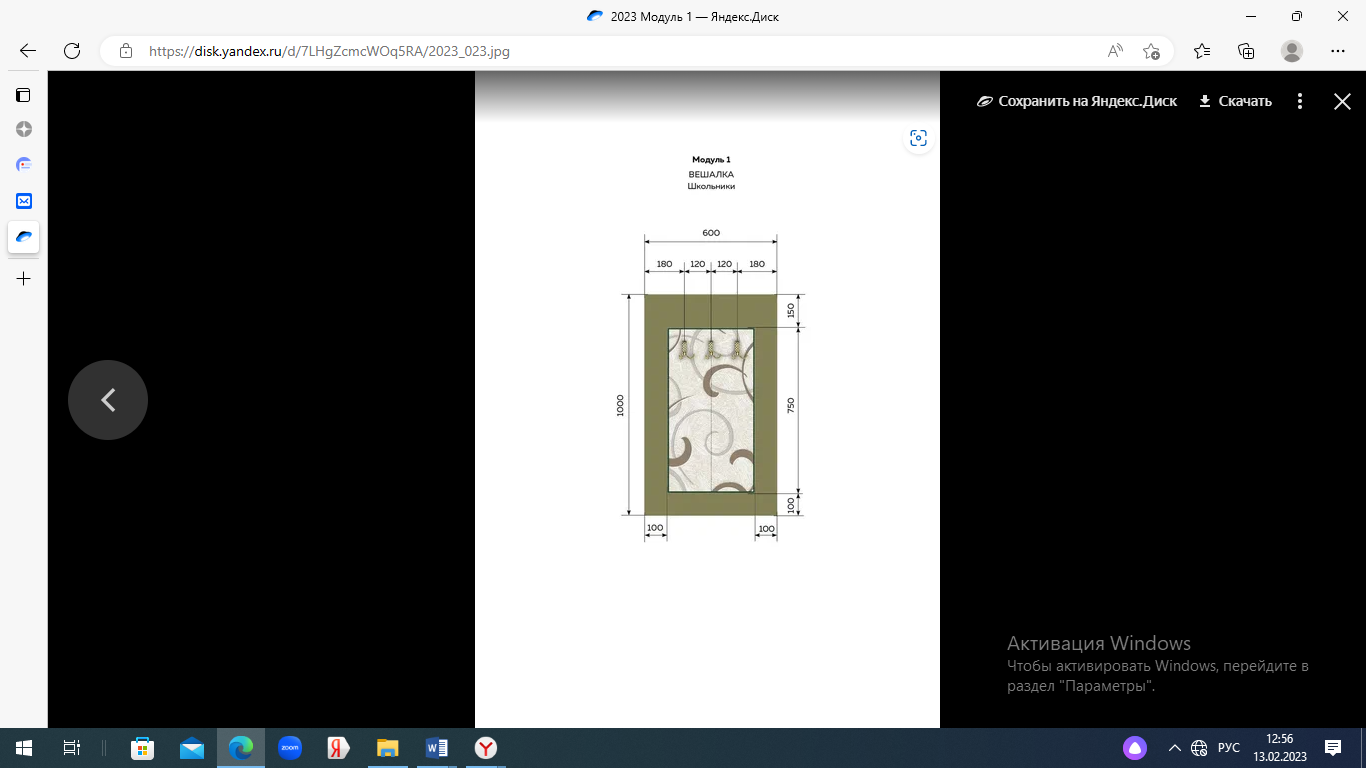 2023 Модуль 1 — Яндекс.Диск
https://disk.yandex.ru/d/7LHgZcmcWOq5RA/2023_023.jpg
Сохранить на Яндекс.Диск
Скачать
Модуль 1
ВЕШАЛКА
Школьники
600
180 120 120 180
150
1000
750
100
100
100
Активация Windows
Чтобы активировать Windows, перейдите в
раздел "Параметры".
zoom
РУС
12:56
13.02.2023